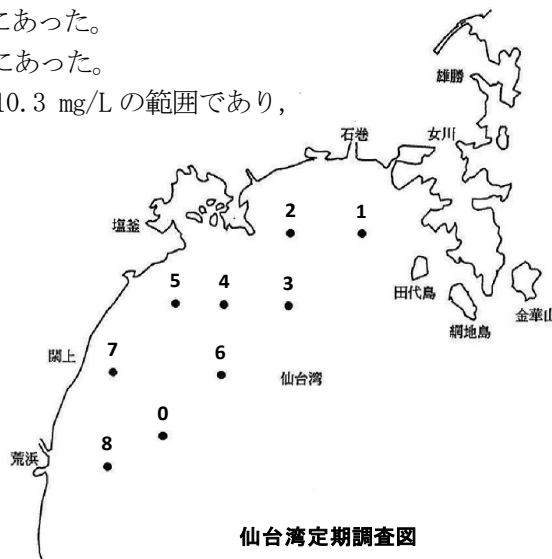 にあった。
にあった。
10.3 mg/L の範囲であり，
雄勝
石巻
女川
塩釜
2
1
5
4
3
田代島
網地島
金華山
閖上
7
6
仙台湾
0
荒浜
8
仙台湾定期調査図